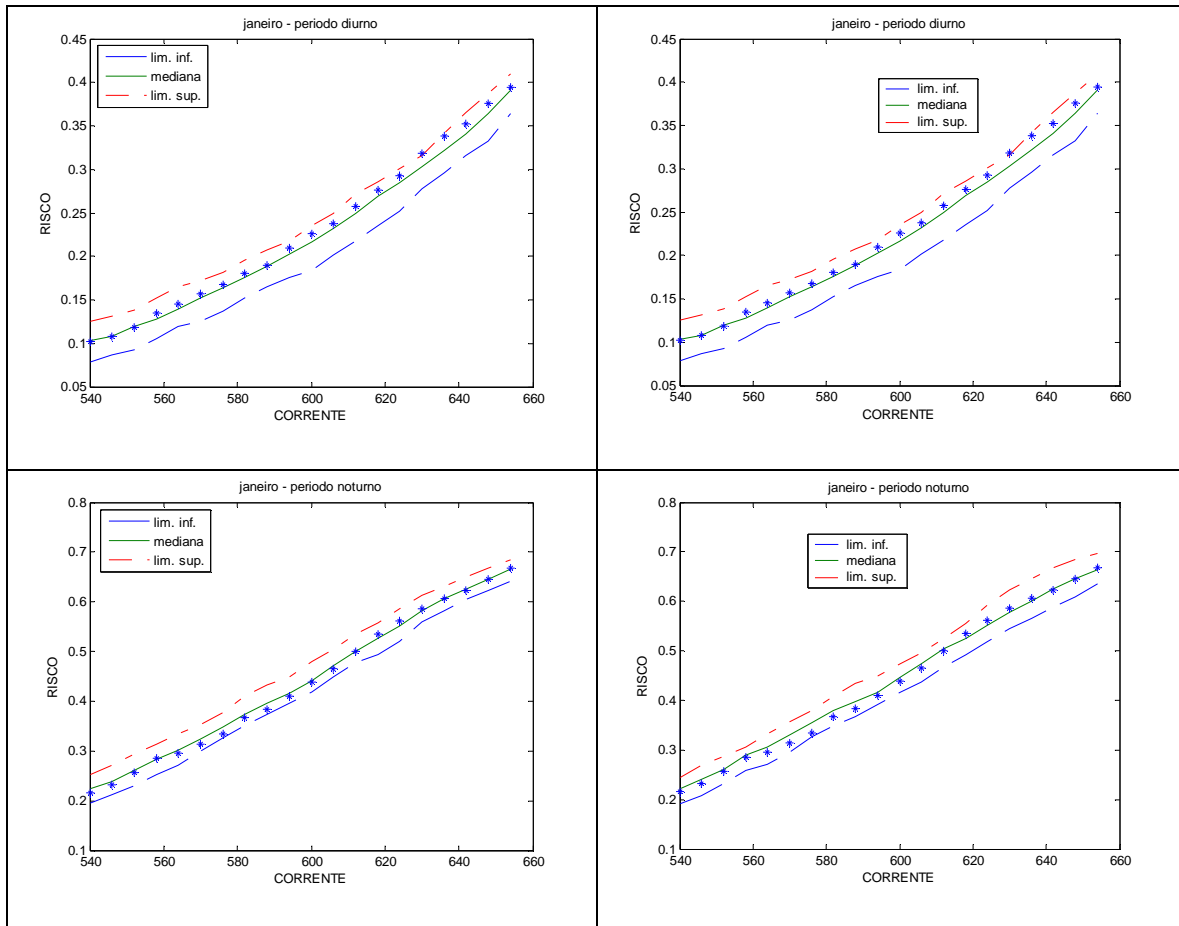 janeiro - periodo diurno
0.45
0.4
0.35
0.3
0.25
0.2
0.15
0.1
0.05
RISCO
lim. inf.
mediana
lim. sup.
540 560 580 600 620 640 660
CORRENTE
janeiro - periodo diurno
0.45
0.4
0.35
0.3
0.25
0.2
0.15
0.1
0.05
RISCO
lim. inf.
mediana
lim. sup.
540 560 580 600 620 640 660
CORRENTE
janeiro - periodo noturno
0.8
0.7
0.6
0.5
0.4
0.3
0.2
0.1
RISCO
lim. inf.
mediana
lim. sup.
540 560 580 600 620 640 660
CORRENTE
janeiro - periodo noturno
0.8
0.7
0.6
0.5
0.4
0.3
0.2
0.1
RISCO
lim. inf.
mediana
lim. sup.
540 560 580 600 620 640 660
CORRENTE